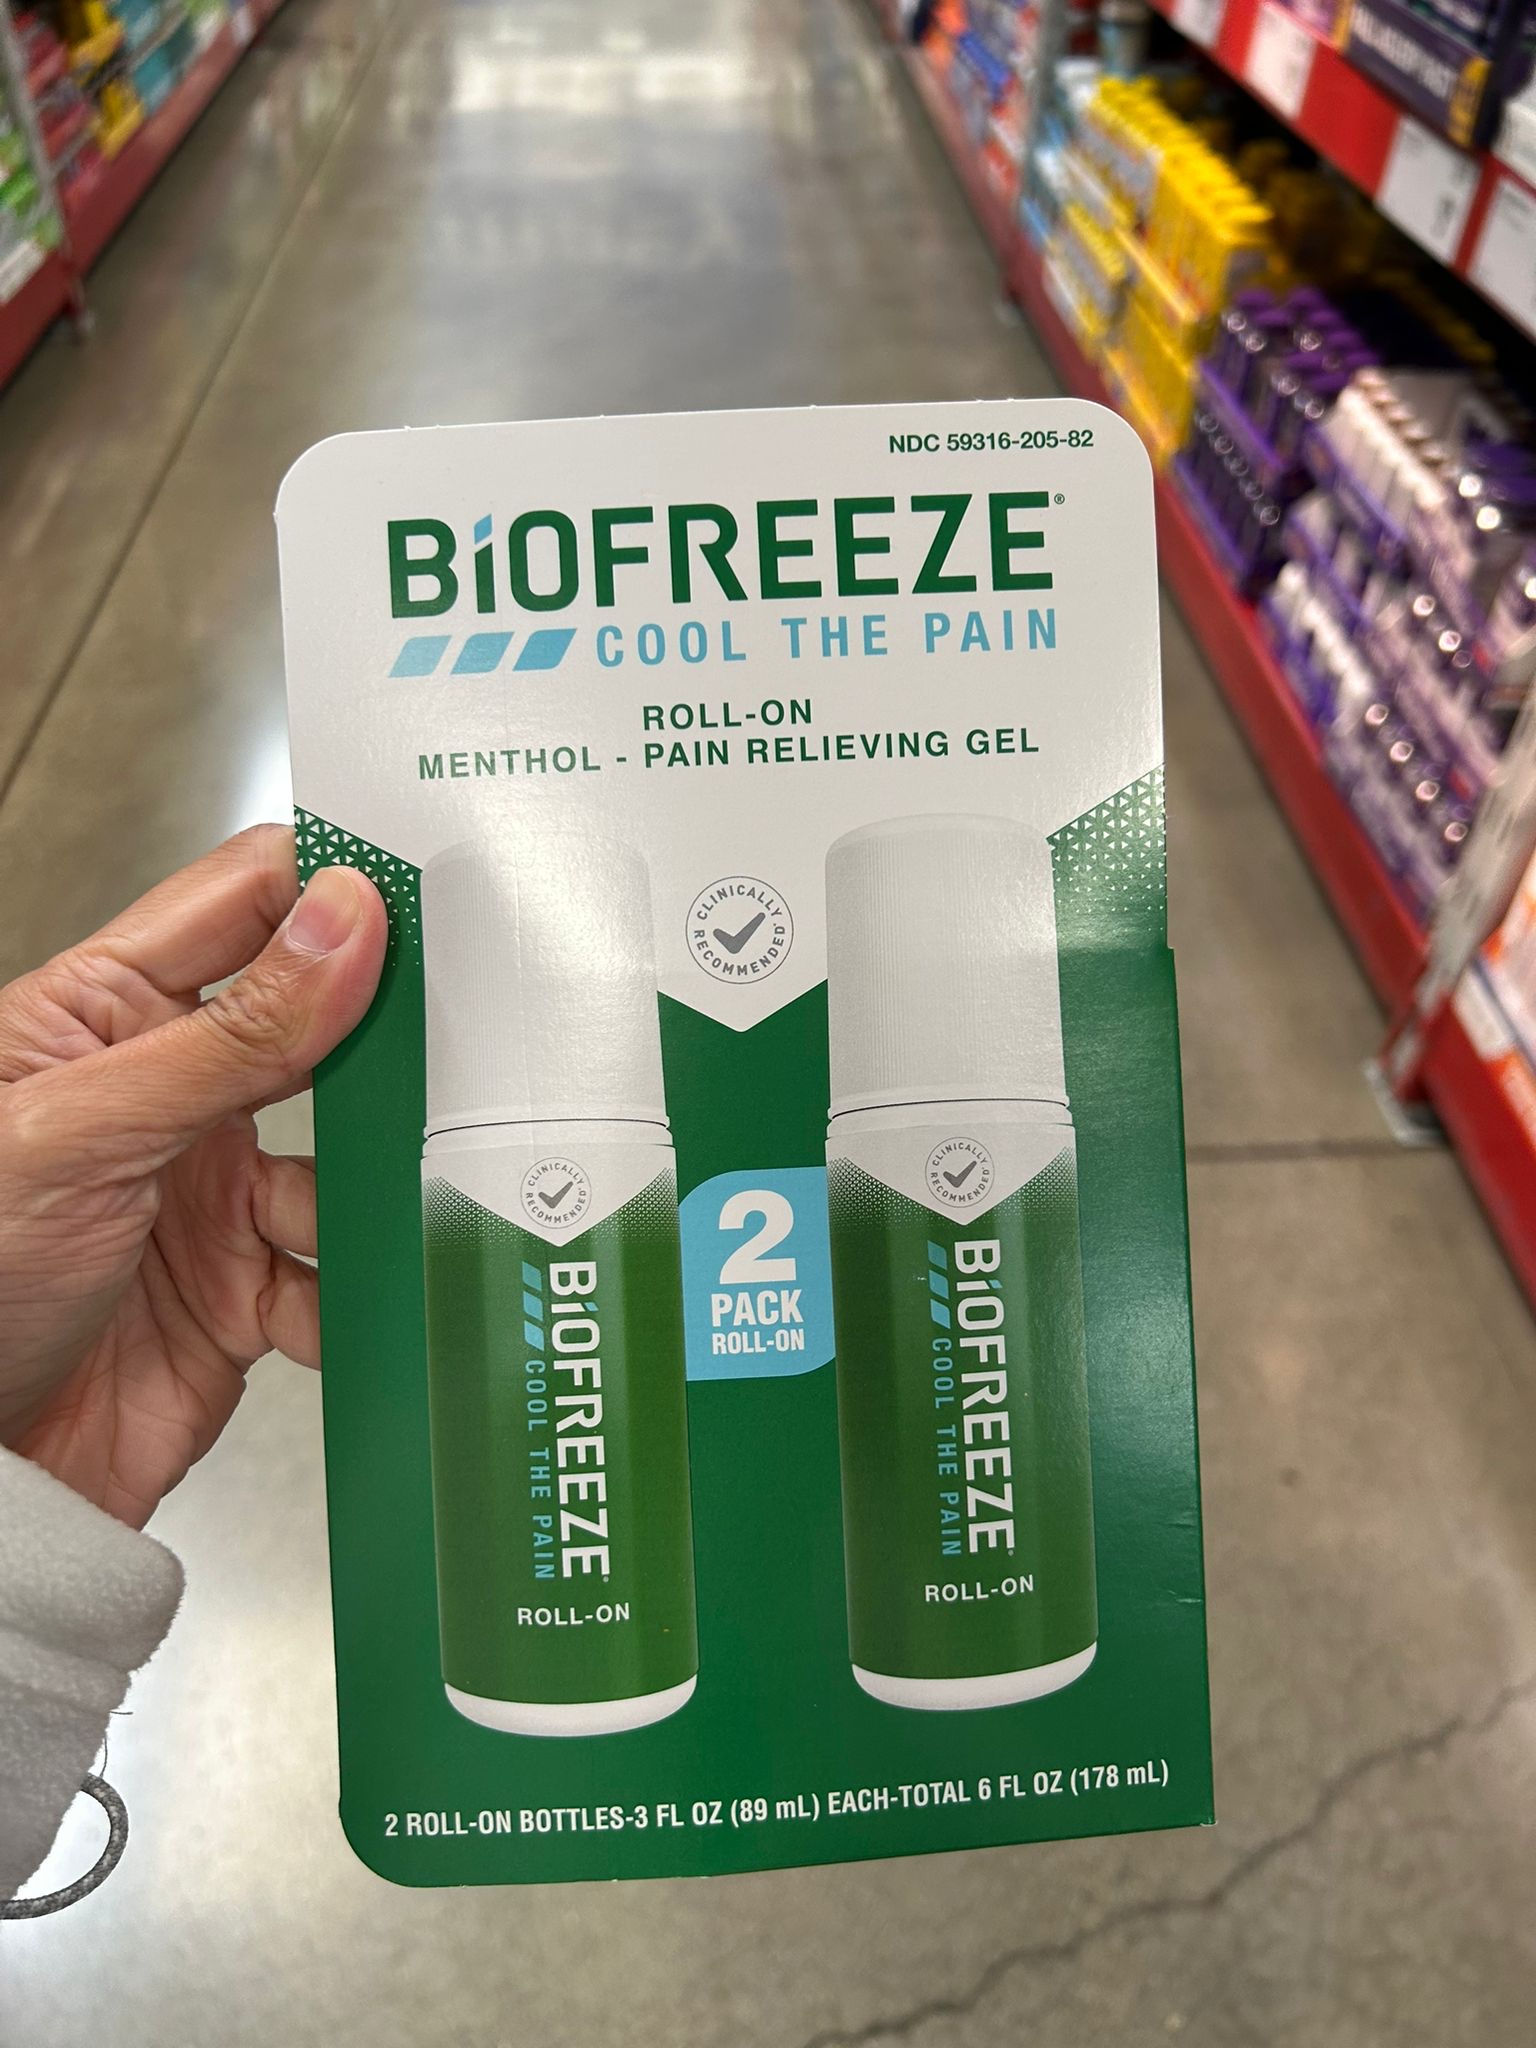 NDC 59316-205-82
BiOFREEZE®
COOL THE PAIN
ROLL-ON
MENTHOL - PAIN RELIEVING GEL
CLINICALLY RECOMMENDED
CLINICALLY RECOMMENDED
BiOFREEZE®
COOL THE PAIN
ROLL-ON
2
PACK
ROLL-ON
CLINICALLY RECOMMENDED
BiOFREEZE®
COOL THE PAIN
ROLL-ON
2 ROLL-ON BOTTLES-3 FL OZ (89 mL) EACH-TOTAL 6 FL OZ (178 mL)